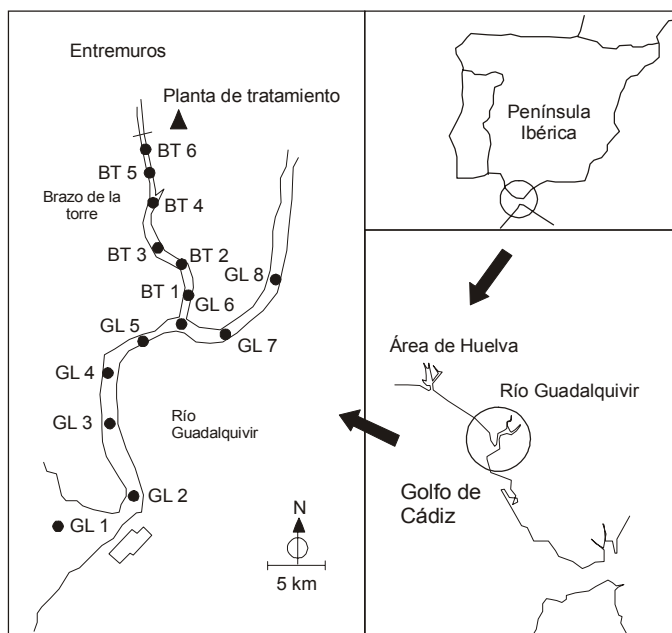 Entremuros
Planta de tratamiento
BT 6
BT 5
Brazo de la
torre
BT 4
BT 3
BT 2
BT 1
GL 8
GL 6
GL 5
GL 7
GL 4
GL 3
Río
Guadalquivir
GL 2
GL 1
N
5 km
Península
Ibérica
Área de Huelva
Río Guadalquivir
Golfo de
Cádiz